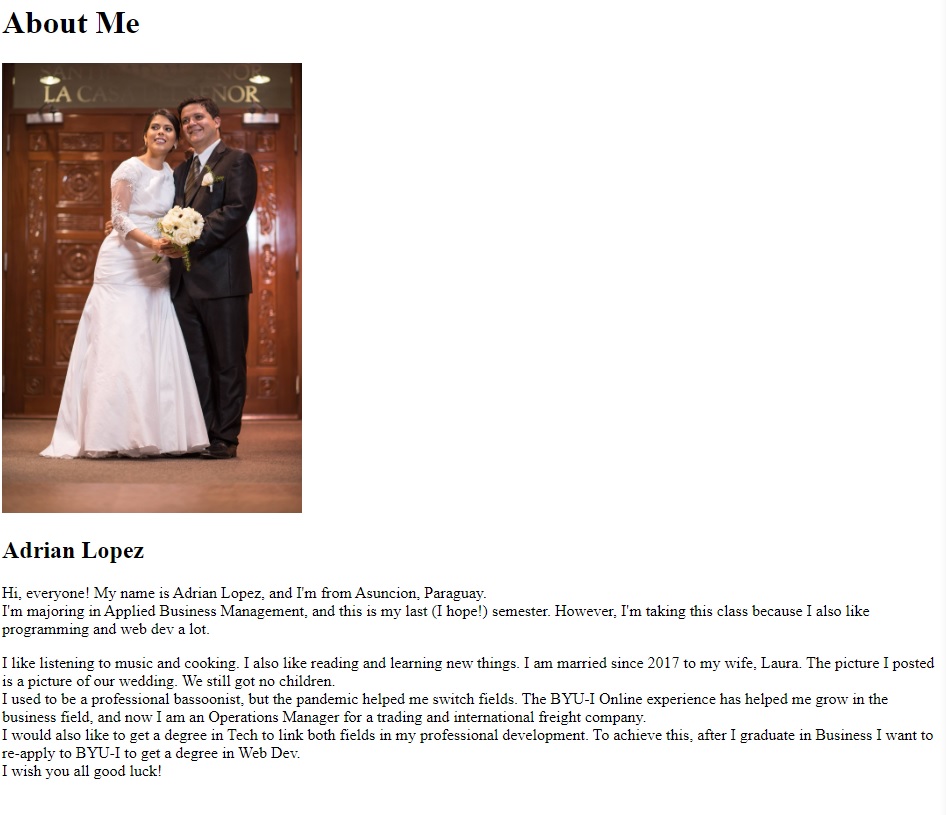 About Me
LA CASA DEL SEÑOR
Adrian Lopez
Hi, everyone! My name is Adrian Lopez, and I'm from Asuncion, Paraguay.
I'm majoring in Applied Business Management, and this is my last (I hope!) semester. However, I'm taking this class because I also like
programming and web dev a lot.
I like listening to music and cooking. I also like reading and learning new things. I am married since 2017 to my wife, Laura. The picture I posted
is a picture of our wedding. We still got no children.
I used to be a professional bassoonist, but the pandemic helped me switch fields. The BYU-I Online experience has helped me grow in the
business field, and now I am an Operations Manager for a trading and international freight company.
I would also like to get a degree in Tech to link both fields in my professional development. To achieve this, after I graduate in Business I want to
re-apply to BYU-I to get a degree in Web Dev.
I wish you all good luck!